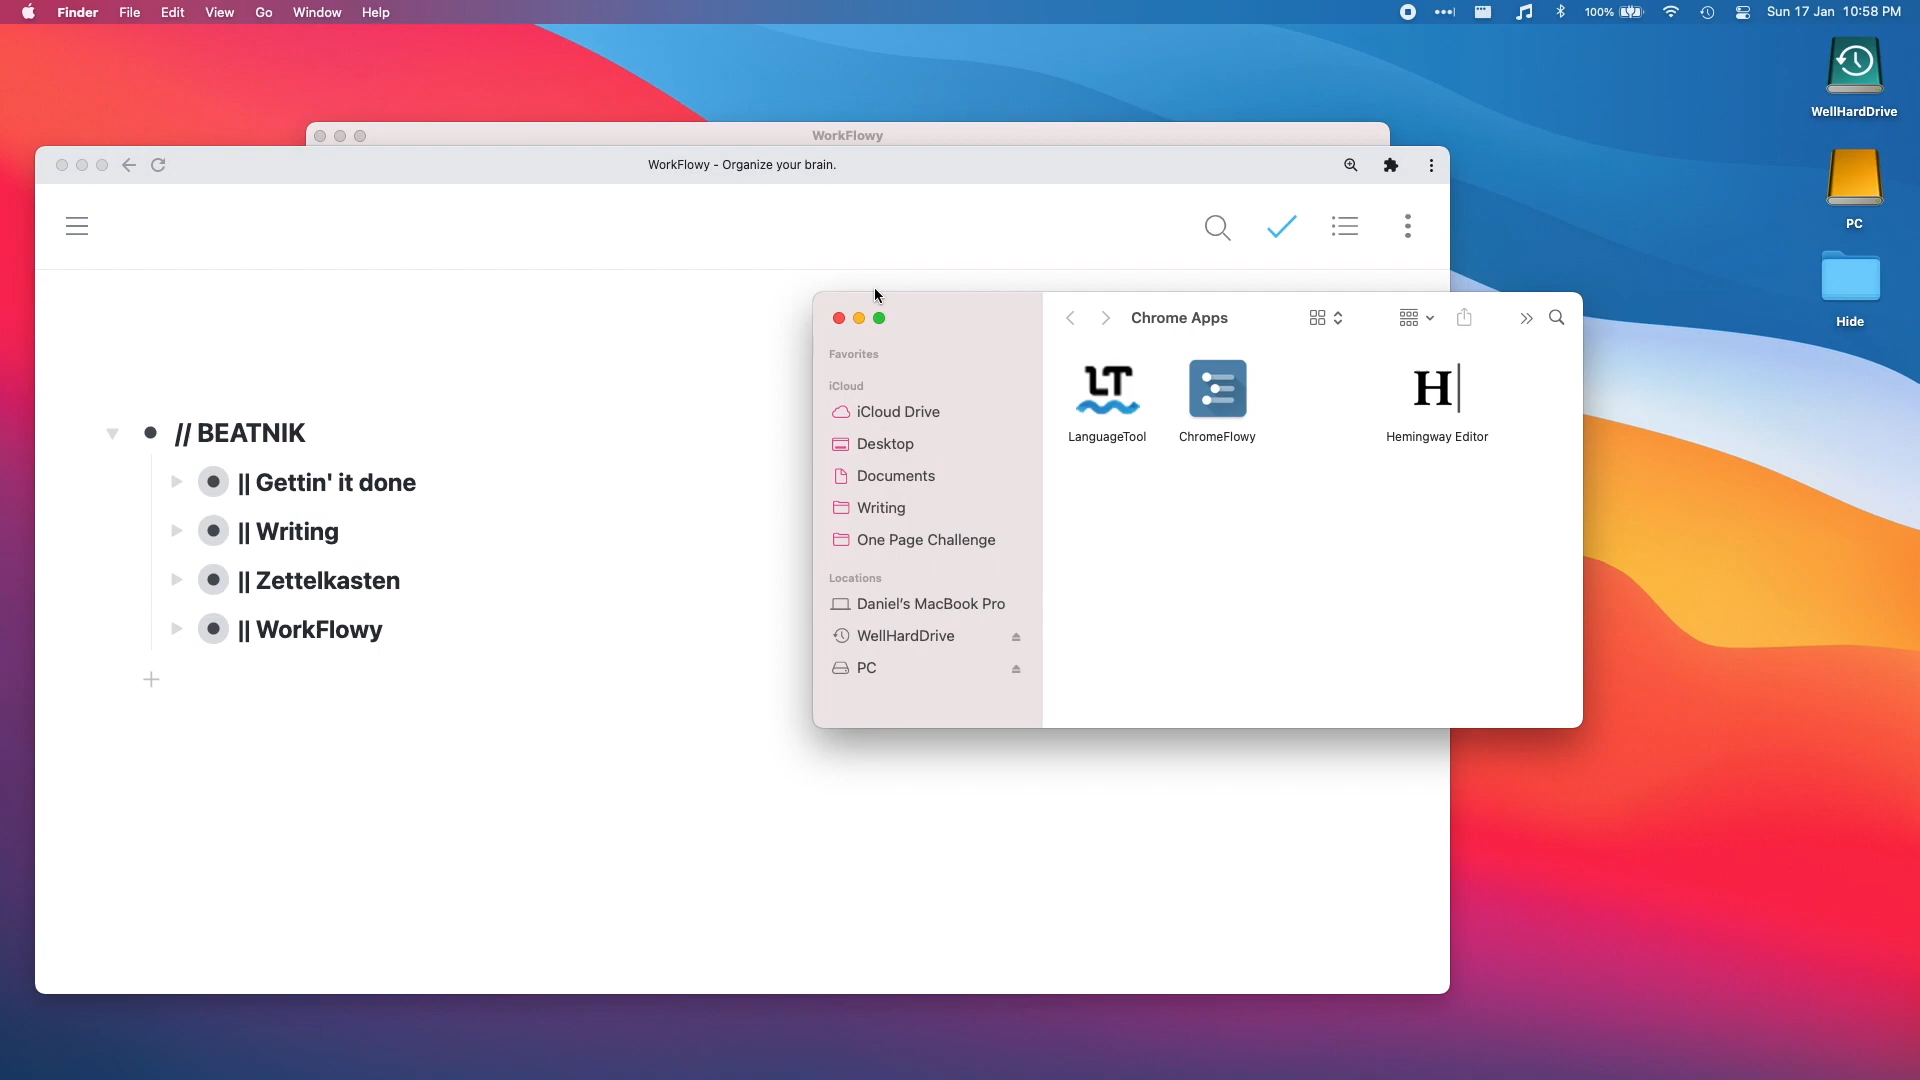 Finder File Edit View Go Window Help
100% Sun 17 Jan 10:58 PM
WellHardDrive
PC
Hide
WorkFlowy
WorkFlowy - Organize your brain.
// BEATNIK
|| Gettin' it done
|| Writing
|| Zettelkasten
|| WorkFlowy
Chrome Apps
Favorites
iCloud
iCloud Drive
Desktop
Documents
Writing
One Page Challenge
Locations
Daniel's MacBook Pro
WellHardDrive
PC
LT
H
LanguageTool
ChromeFlowy
Hemingway Editor